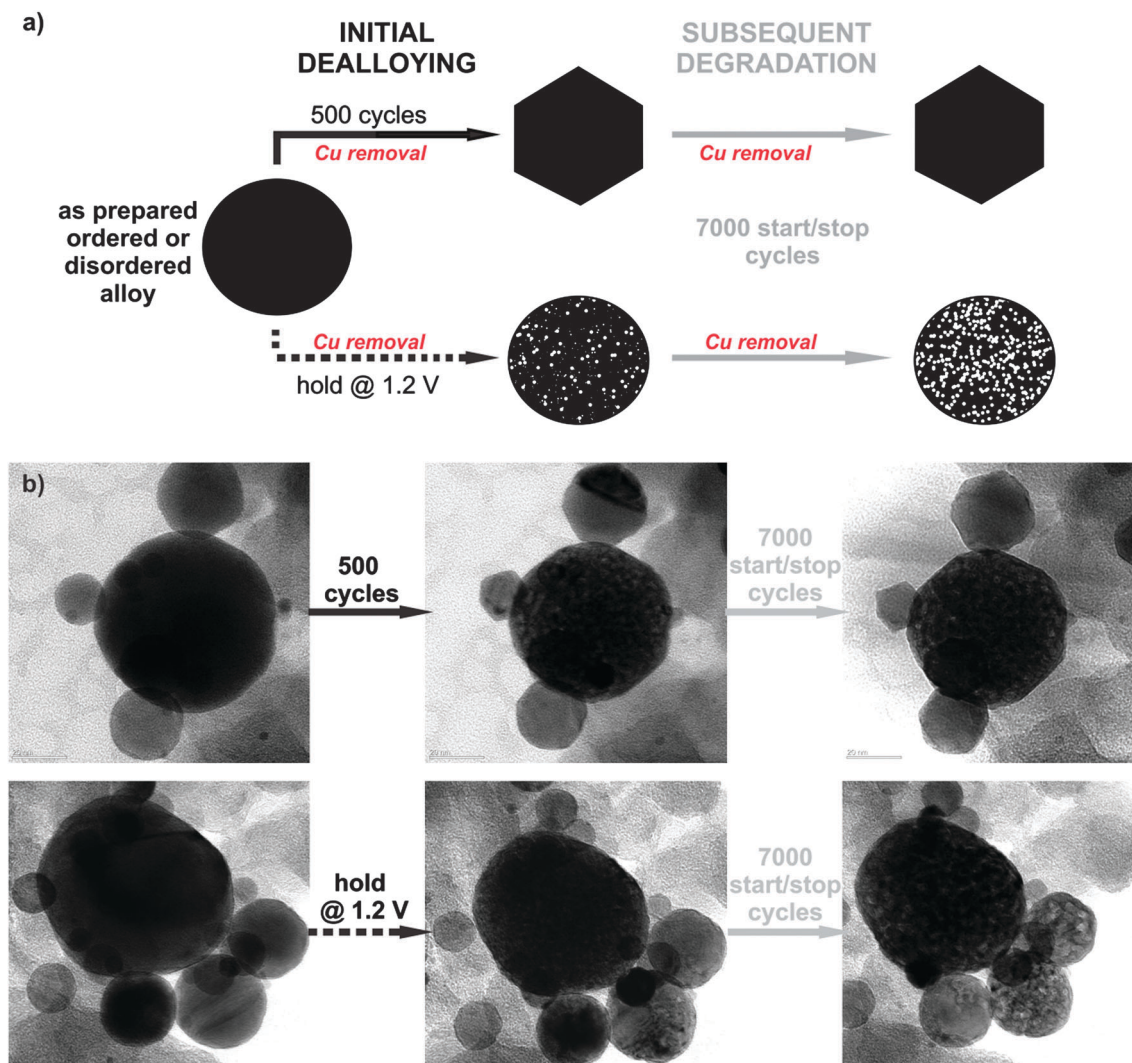 a)
INITIAL
DEALLOYING
SUBSEQUENT
DEGRADATION
500 cycles
Cu removal
Cu removal
as prepared
ordered or
disordered
alloy
7000 start/stop
cycles
Cu removal
hold @ 1.2 V
Cu removal
b)
500
cycles
7000
start/stop
cycles
20 nm
20 nm
20 nm
hold
@ 1.2 V
7000
start/stop
cycles